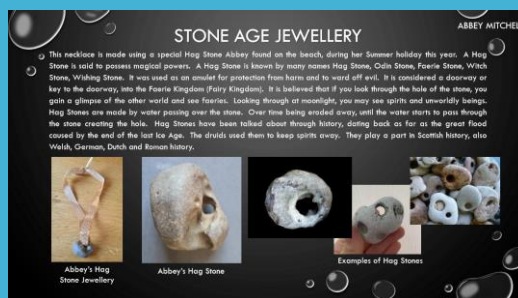 ABBEY MITCHEL
STONE AGE JEWELLERY
This necklace is made using a special Hag Stone Abbey found on the beach, during her Summer holiday this year. A Hag
Stone is said to possess magical powers. A Hag Stone is known by many names Hag Stone, Odin Stone, Faerie Stone, Witch
Stone, Wishing Stone. It was used as an amulet for protection from harm and to ward off evil. It is considered a doorway or
key to the doorway, into the Faerie Kingdom (Fairy Kingdom). It is believed that if you look through the hole of the stone, you
gain a glimpse of the other world and see faeries. Looking through at moonlight, you may see spirits and unworldly beings.
Hag Stones are made by water passing over the stone. Over time being eroded away, until the water starts to pass through
the stone creating the hole. Hag Stones have been talked about through history, dating back as far as the great flood
caused by the end of the last Ice Age. The druids used them to keep spirits away. They play a part in Scottish history, also
Welsh, German, Dutch and Roman history.
Abbey's Hag
Stone Jewellery
Abbey's Hag Stone
Examples of Hag Stones